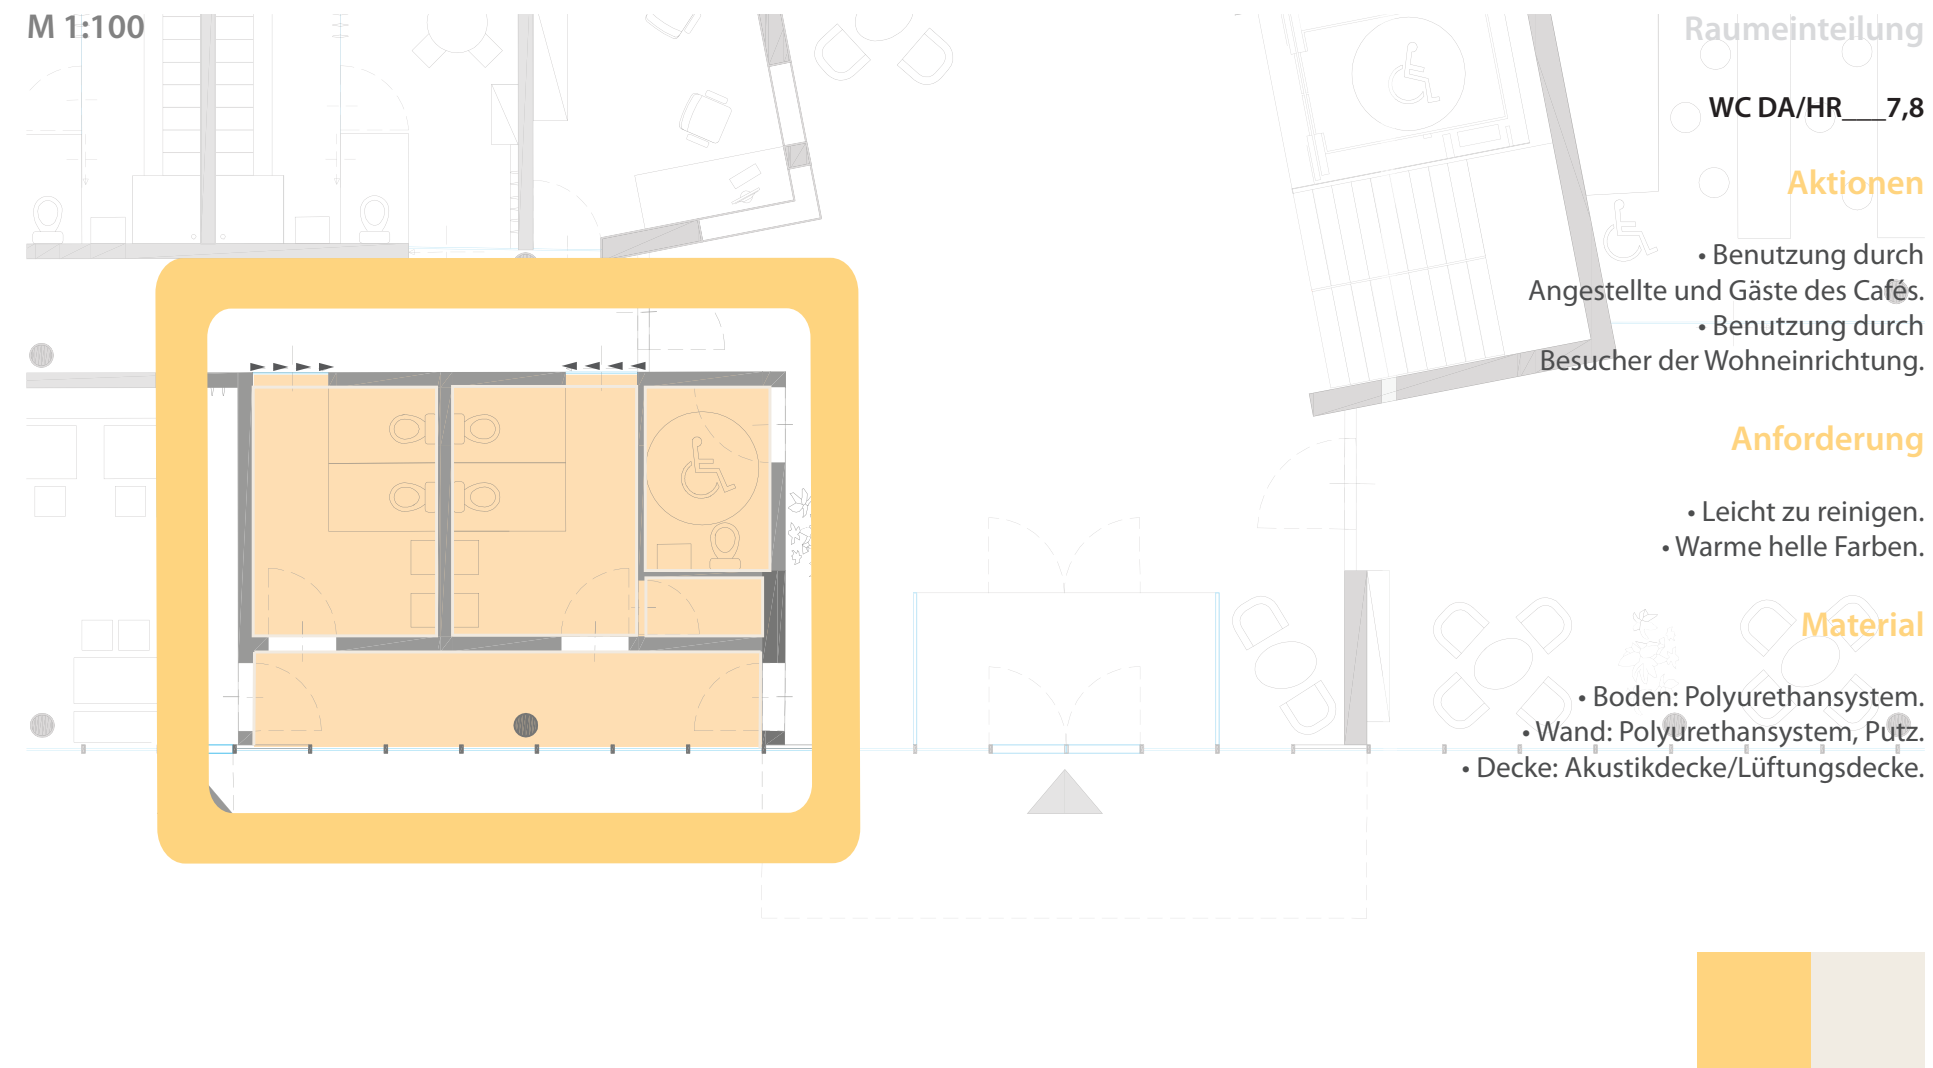 M 1:100
Raumeinteilung
WC DA/HR___7,8
Aktionen
• Benutzung durch
Angestellte und Gäste des Cafés.
• Benutzung durch
Besucher der Wohneinrichtung.
Anforderung
• Leicht zu reinigen.
• Warme helle Farben.
Material
• Boden: Polyurethansystem.
• Wand: Polyurethansystem, Putz.
• Decke: Akustikdecke/Lüftungsdecke.